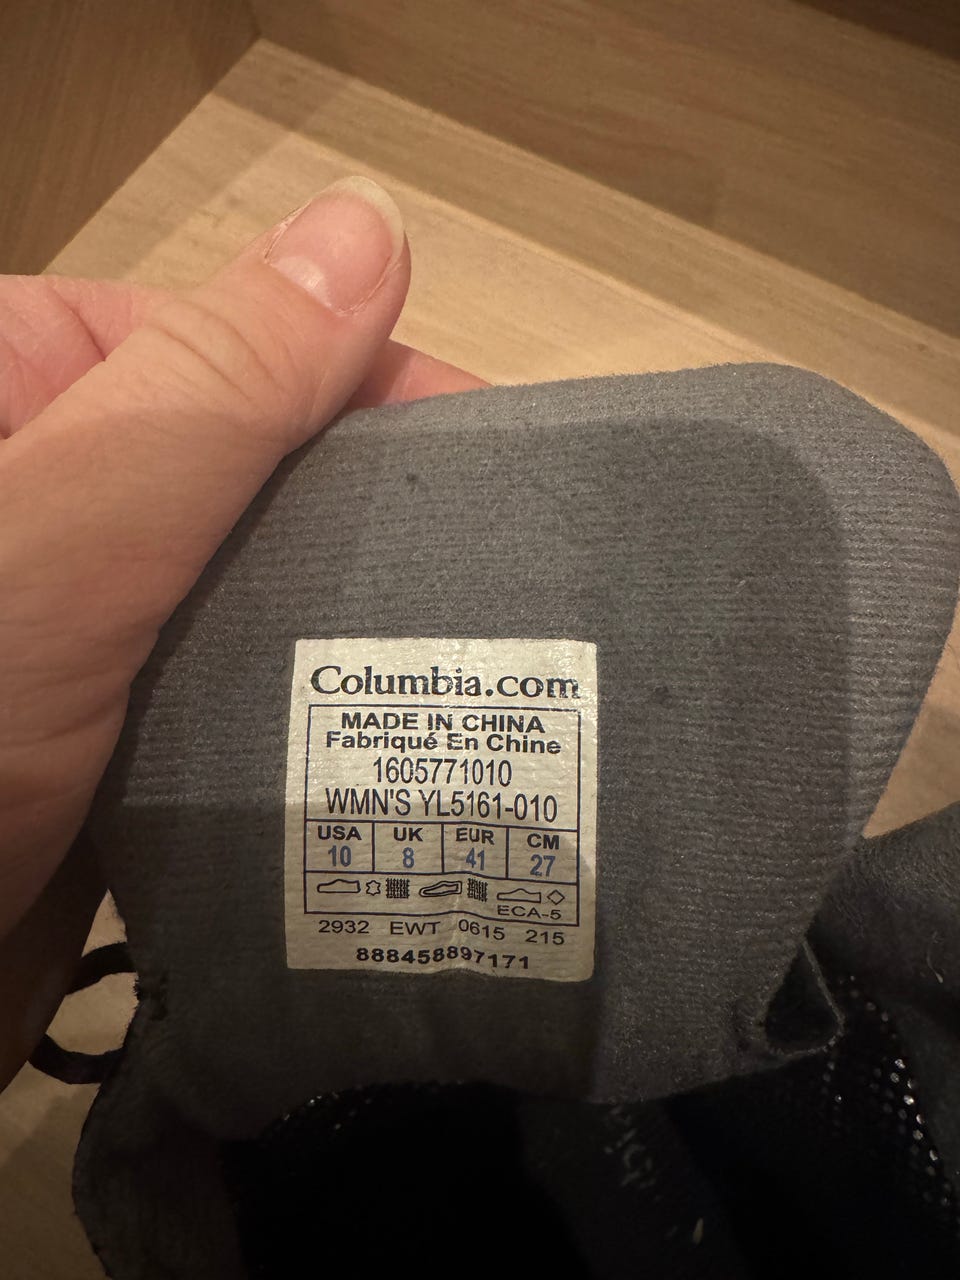 Columbia.com
MADE IN CHINA
Fabriqué En Chine
1605771010
WMN'S YL5161-010
USA UK EUR CM
10 8 41 27
ECA-5
2932 EWT 0615 215
888458897171